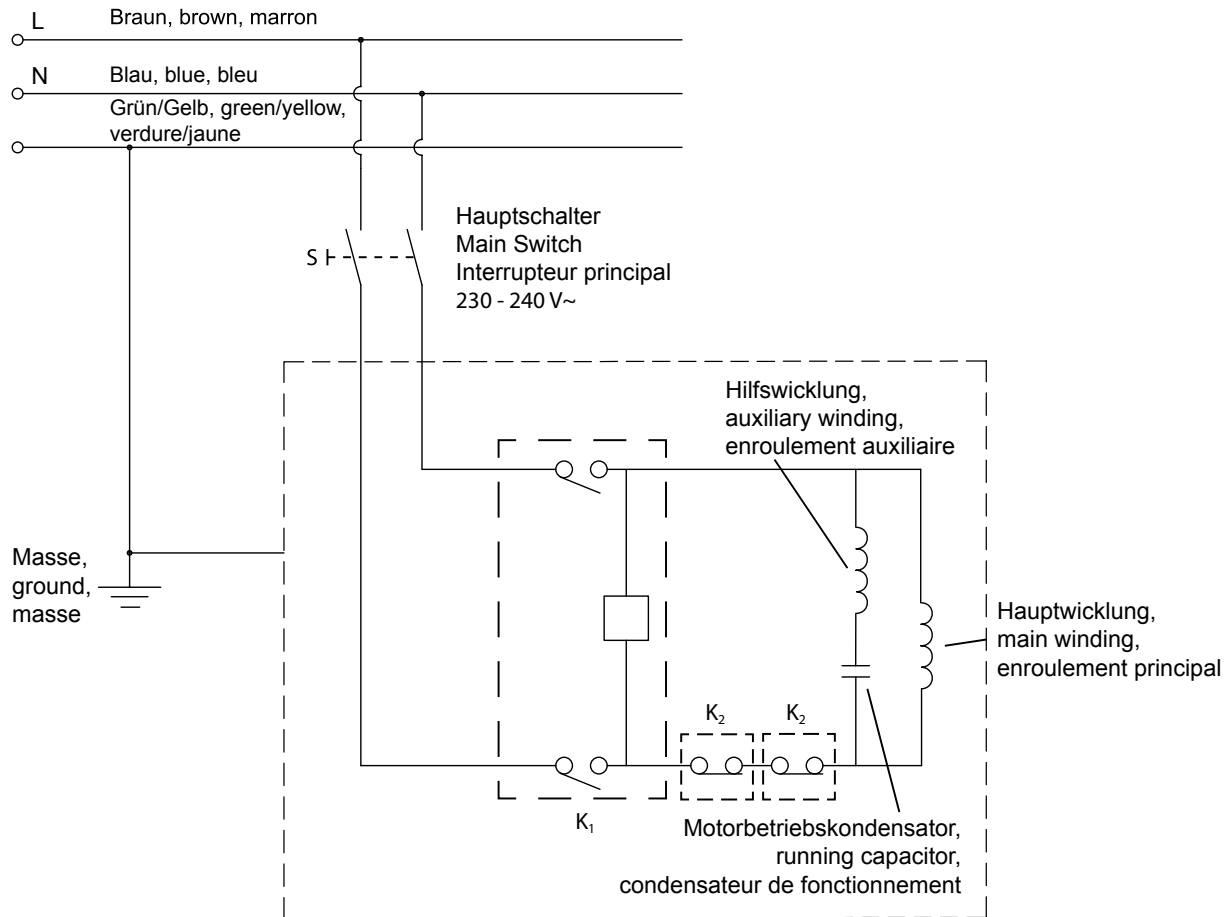 L
Braun, brown, marron
N
Blau, blue, bleu
Grün/Gelb, green/yellow,
verdure/jaune
Hauptschalter
Main Switch
Interrupteur principal
230 - 240 V~
S
Hilfswicklung,
auxiliary winding,
enroulement auxiliaire
Masse,
ground,
masse
Hauptwicklung,
main winding,
enroulement principal
K₂
K₂
K₁
Motorbetriebskondensator,
running capacitor,
condensateur de fonctionnement